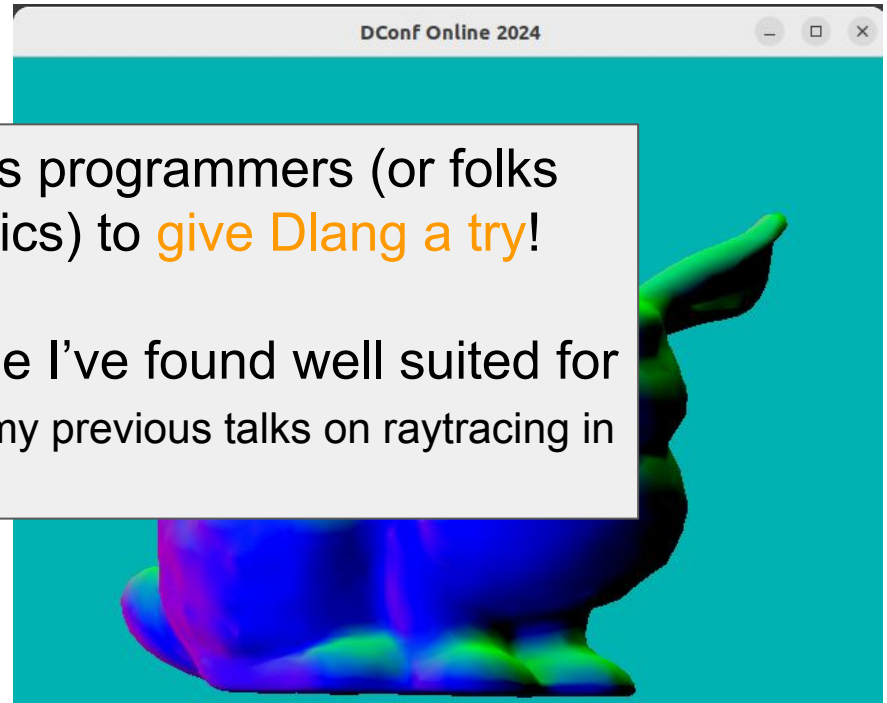 DConf Online 2024
s programmers (or folks
ics) to give Dlang a try!
e I’ve found well suited for
my previous talks on raytracing in